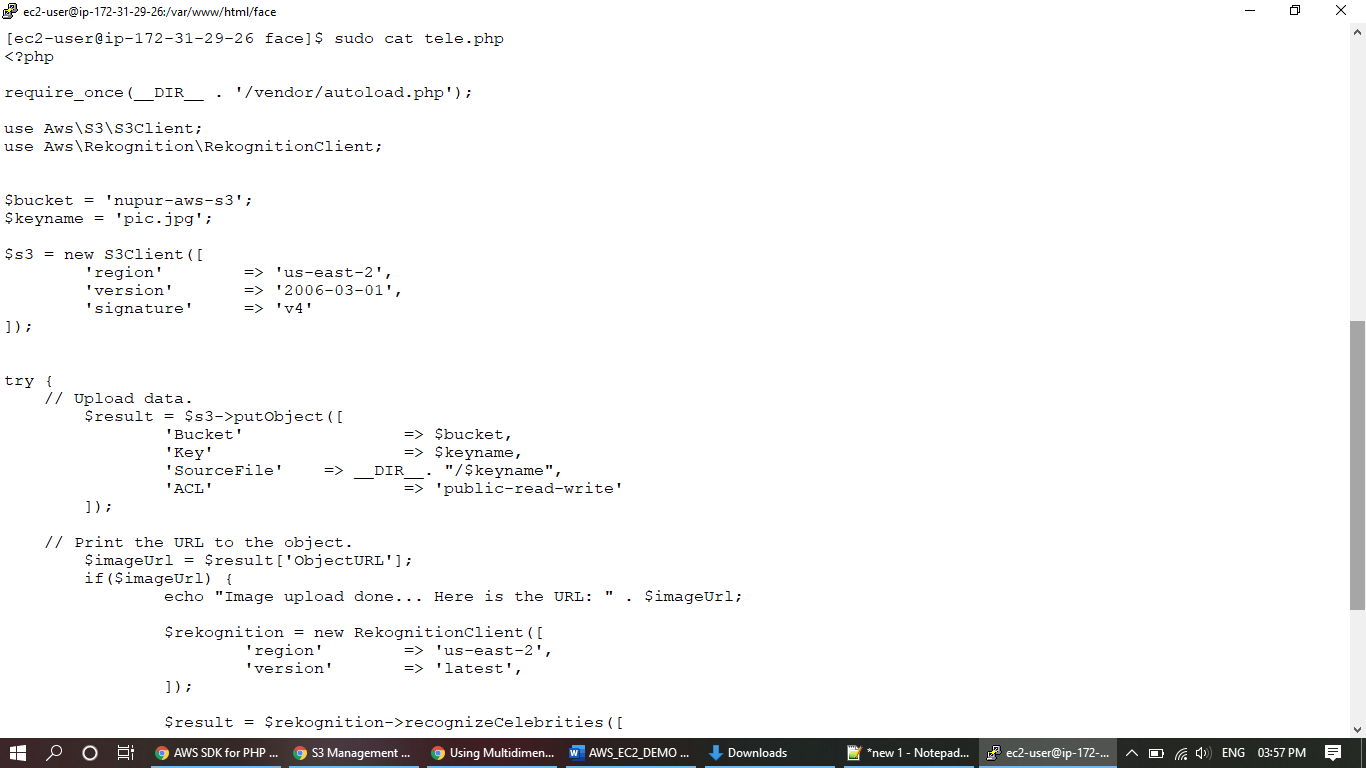 ec2-user@ip-172-31-29-26:/var/www/html/face
[ec2-user@ip-172-31-29-26 face]$ sudo cat tele.php
<?php
require_once(__DIR__ . '/vendor/autoload.php');
use Aws\S3\S3Client;
use Aws\Rekognition\RekognitionClient;
$bucket = 'nupur-aws-s3';
$keyname = 'pic.jpg';
$s3 = new S3Client([
        'region'        => 'us-east-2',
        'version'       => '2006-03-01',
        'signature'     => 'v4'
]);
try {
    // Upload data.
        $result = $s3->putObject([
                'Bucket'                => $bucket,
                'Key'                   => $keyname,
                'SourceFile'    => __DIR__. "/$keyname",
                'ACL'                   => 'public-read-write'
        ]);
    // Print the URL to the object.
        $imageUrl = $result['ObjectURL'];
        if($imageUrl) {
                echo "Image upload done... Here is the URL: " . $imageUrl;
                $rekognition = new RekognitionClient([
                        'region'        => 'us-east-2',
                        'version'       => 'latest',
                ]);
                $result = $rekognition->recognizeCelebrities([
AWS SDK for PHP ... S3 Management ... Using Multidimen... AWS_EC2_DEMO ... Downloads *new 1 - Notepad... ec2-user@ip-172-... ENG 03:57 PM